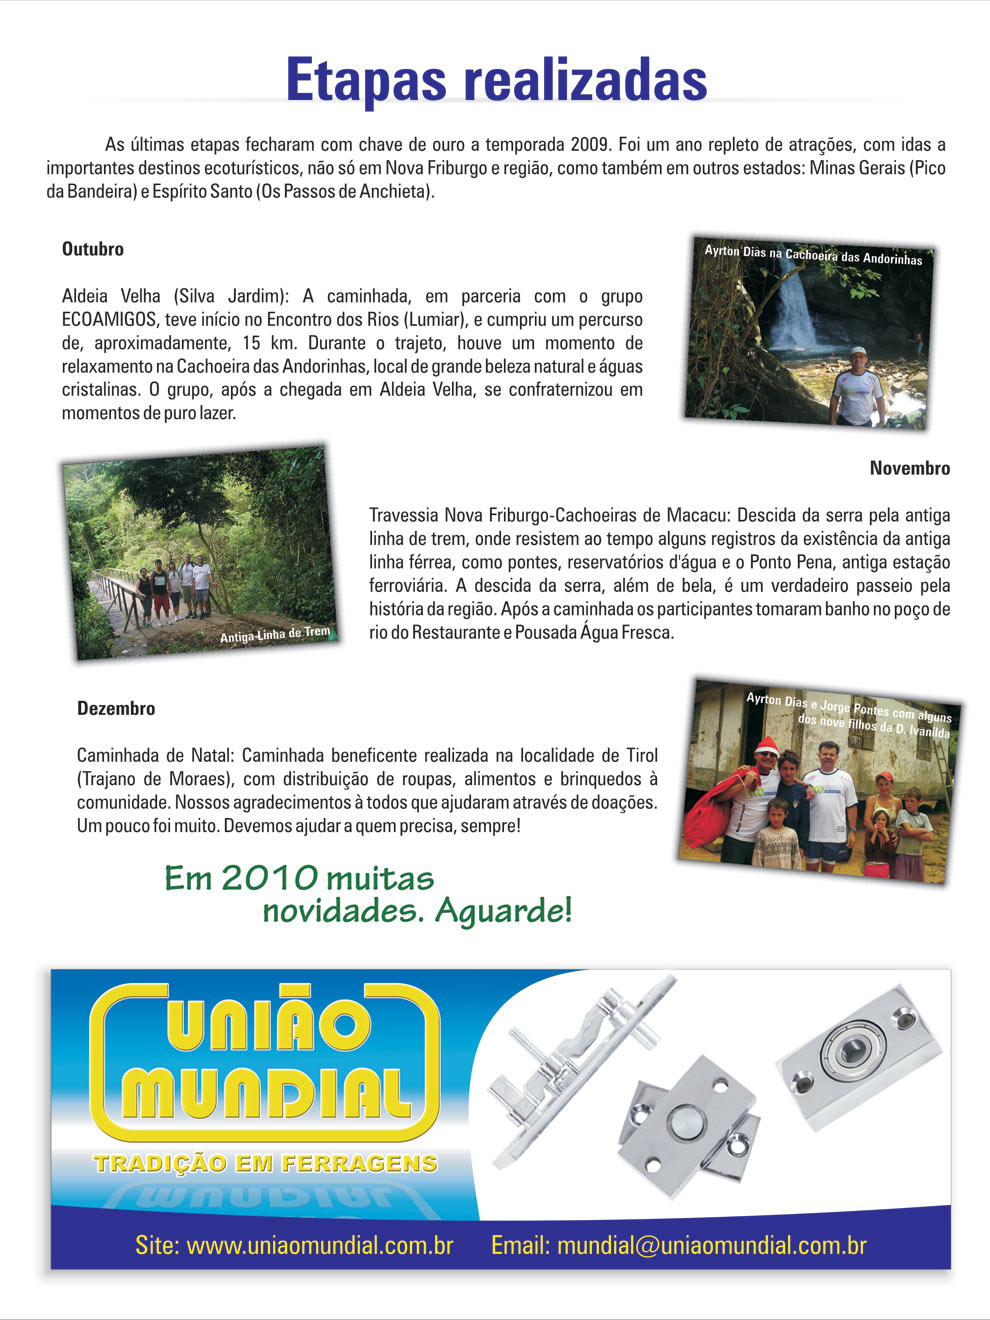 Etapas realizadas
As últimas etapas fecharam com chave de ouro a temporada 2009. Foi um ano repleto de atrações, com idas a
importantes destinos ecoturísticos, não só em Nova Friburgo e região, como também em outros estados: Minas Gerais (Pico
da Bandeira) e Espírito Santo (Os Passos de Anchieta).
Outubro
Aldeia Velha (Silva Jardim): A caminhada, em parceria com o grupo
ECOAMIGOS, teve início no Encontro dos Rios (Lumiar), e cumpriu um percurso
de, aproximadamente, 15 km. Durante o trajeto, houve um momento de
relaxamento na Cachoeira das Andorinhas, local de grande beleza natural e águas
cristalinas. O grupo, após a chegada em Aldeia Velha, se confraternizou em
momentos de puro lazer.
Ayrton Dias na Cachoeira das Andorinhas
Antiga Linha de Trem
Novembro
Travessia Nova Friburgo-Cachoeiras de Macacu: Descida da serra pela antiga
linha de trem, onde resistem ao tempo alguns registros da existência da antiga
linha férrea, como pontes, reservatórios d'água e o Ponto Pena, antiga estação
ferroviária. A descida da serra, além de bela, é um verdadeiro passeio pela
história da região. Após a caminhada os participantes tomaram banho no poço de
rio do Restaurante e Pousada Água Fresca.
Dezembro
Caminhada de Natal: Caminhada beneficente realizada na localidade de Tirol
(Trajano de Moraes), com distribuição de roupas, alimentos e brinquedos à
comunidade. Nossos agradecimentos à todos que ajudaram através de doações.
Um pouco foi muito. Devemos ajudar a quem precisa, sempre!
Ayrton Dias e Jorge Pontes com alguns
dos nove filhos da D. Ivanilda
Em 2010 muitas
novidades. Aguarde!
UNIÃO
MUNDIAL
TRADIÇÃO EM FERRAGENS
Site: www.uniaomundial.com.br Email: mundial@uniaomundial.com.br